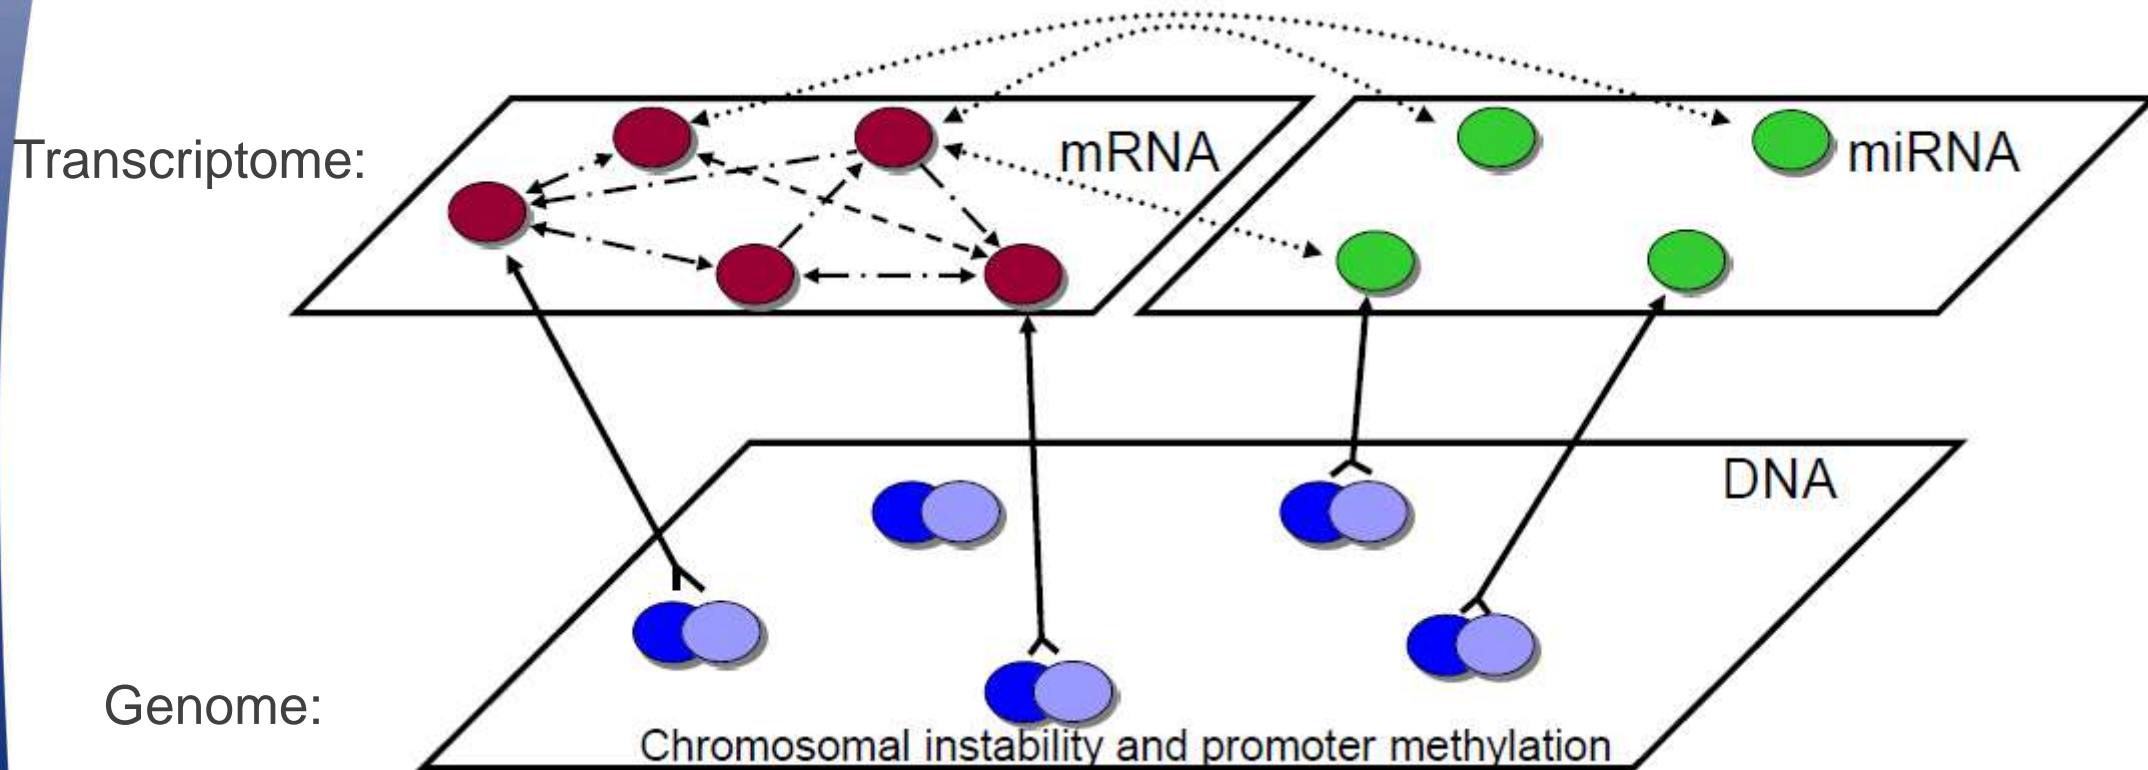 Transcriptome:
mRNA
miRNA
DNA
Genome:
Chromosomal instability and promoter methylation